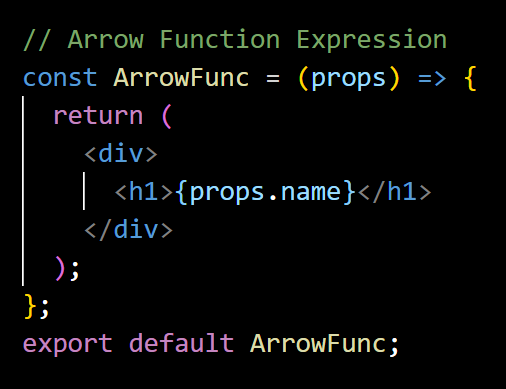 // Arrow Function Expression
const ArrowFunc = (props) => {
  return (
    <div>
      <h1>{props.name}</h1>
    </div>
  );
};
export default ArrowFunc;